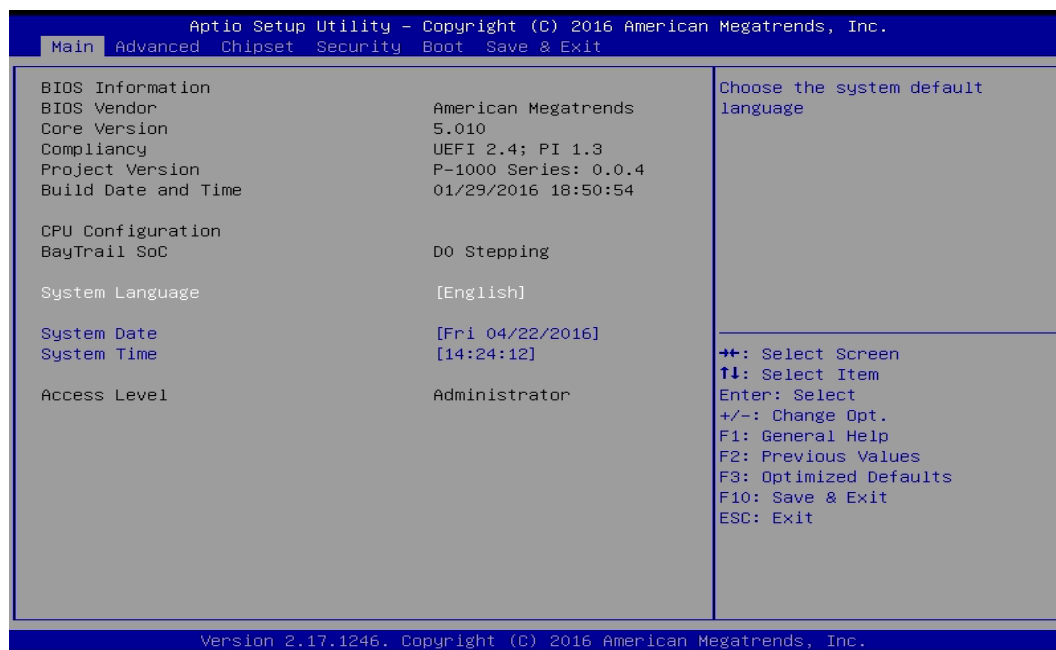 Aptio Setup Utility – Copyright (C) 2016 American Megatrends, Inc.
Main Advanced Chipset Security Boot Save & Exit
BIOS Information
BIOS Vendor American Megatrends
Core Version 5.010
Compliancy UEFI 2.4; PI 1.3
Project Version P-1000 Series: 0.0.4
Build Date and Time 01/29/2016 18:50:54
CPU Configuration
BayTrail SoC D0 Stepping
System Language [English]
System Date [Fri 04/22/2016]
System Time [14:24:12]
Access Level Administrator
Choose the system default
language
→←: Select Screen
↑↓: Select Item
Enter: Select
+/-: Change Opt.
F1: General Help
F2: Previous Values
F3: Optimized Defaults
F10: Save & Exit
ESC: Exit
Version 2.17.1246. Copyright (C) 2016 American Megatrends, Inc.